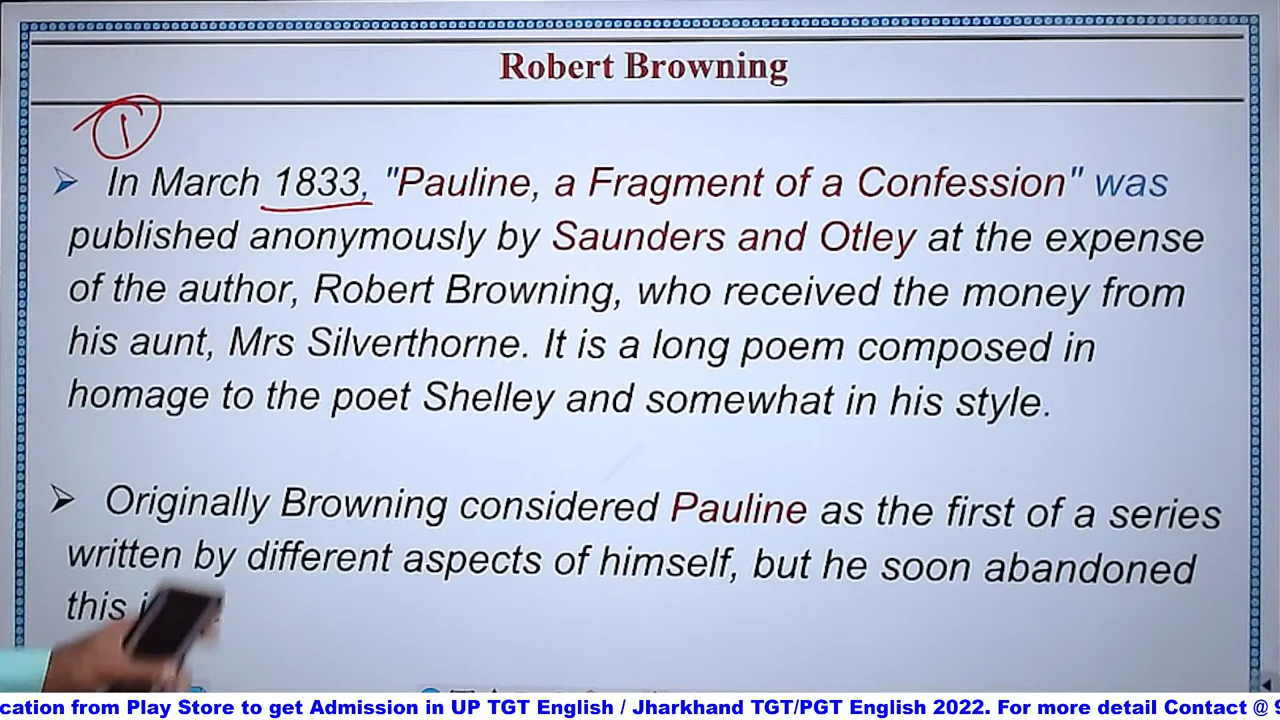 Robert Browning
1
In March 1833, "Pauline, a Fragment of a Confession" was
published anonymously by Saunders and Otley at the expense
of the author, Robert Browning, who received the money from
his aunt, Mrs Silverthorne. It is a long poem composed in
homage to the poet Shelley and somewhat in his style.
Originally Browning considered Pauline as the first of a series
written by different aspects of himself, but he soon abandoned
this
cation from Play Store to get Admission in UP TGT English / Jharkhand TGT/PGT English 2022. For more detail Contact @